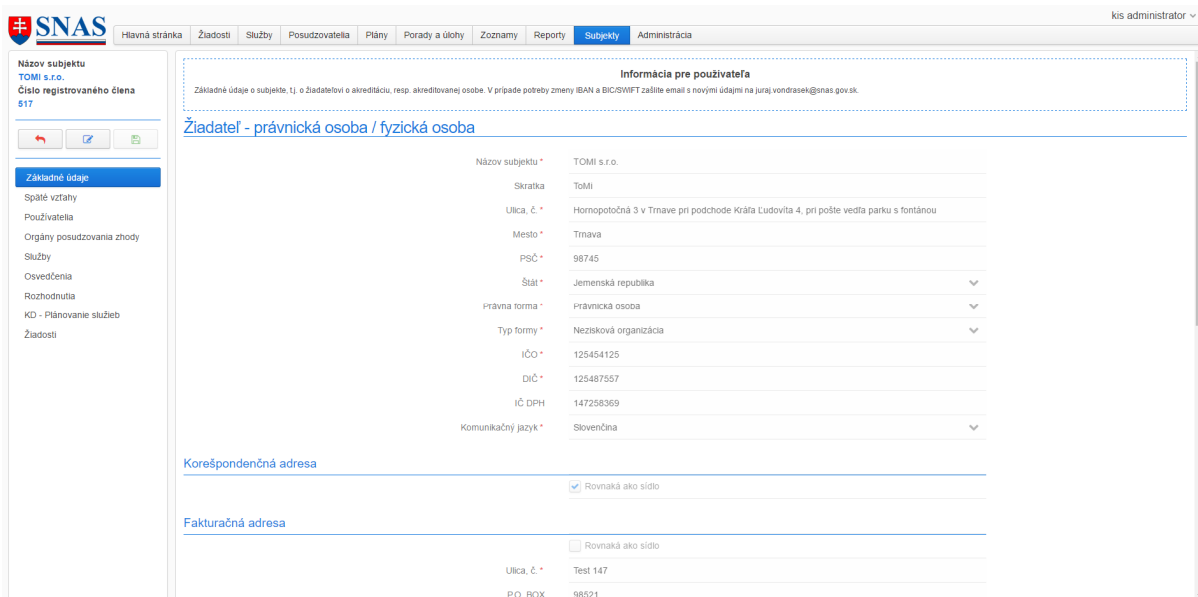 kis administrator
SNAS
Hlavná stránka Žiadosti Služby Posudzovatelia Plány Porady a úlohy Zoznamy Reporty Subjekty Administrácia
Názov subjektu
TOMI s.r.o.
Číslo registrovaného člena
517
Základné údaje
Späté vzťahy
Používatelia
Orgány posudzovania zhody
Služby
Osvedčenia
Rozhodnutia
KD - Plánovanie služieb
Žiadosti
Informácia pre používateľa
Základné údaje o subjekte, t.j. o žiadateľovi o akreditáciu, resp. akreditovanej osobe. V prípade potreby zmeny IBAN a BIC/SWIFT zašlite email s novými údajmi na juraj.vondrasek@snas.gov.sk.
Žiadateľ - právnická osoba / fyzická osoba
Názov subjektu * TOMI s.r.o.
Skratka ToMi
Ulica, č. * Hornopotočná 3 v Trnave pri podchode Kráľa Ľudovíta 4, pri pošte vedľa parku s fontánou
Mesto * Trnava
PSČ * 98745
Štát * Jemenská republika
Právna forma * Právnická osoba
Typ formy * Nezisková organizácia
IČO * 125454125
DIČ * 125487557
IČ DPH 147258369
Komunikačný jazyk * Slovenčina
Korešpondenčná adresa
Rovnaká ako sídlo
Fakturačná adresa
Rovnaká ako sídlo
Ulica, č. * Test 147
P.O. BOX 98521